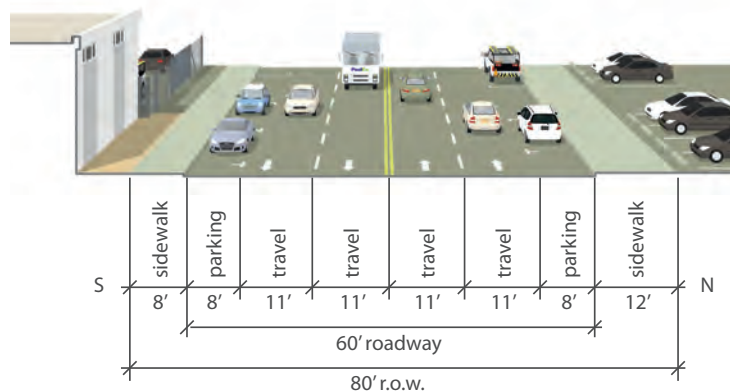 sidewalk
parking
travel
travel
travel
travel
parking
sidewalk
S
N
8’
8’
11’
11’
11’
11’
8’
12’
60’ roadway
80’ r.o.w.